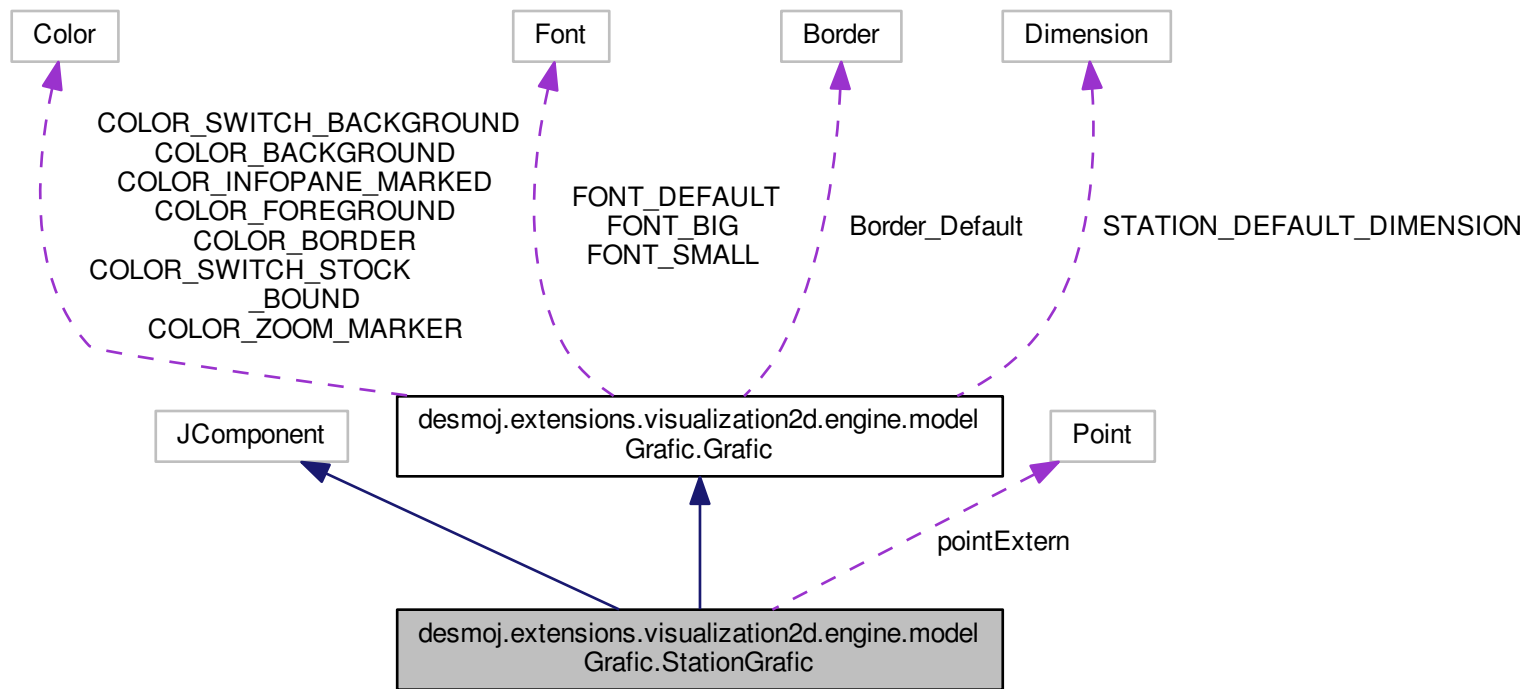 Color
Font
Border
Dimension
COLOR_SWITCH_BACKGROUND
COLOR_BACKGROUND
COLOR_INFOPANE_MARKED
COLOR_FOREGROUND
COLOR_BORDER
COLOR_SWITCH_STOCK
_BOUND
COLOR_ZOOM_MARKER
FONT_DEFAULT
FONT_BIG
FONT_SMALL
Border_Default
STATION_DEFAULT_DIMENSION
JComponent
desmoj.extensions.visualization2d.engine.model
Grafic.Grafic
Point
pointExtern
desmoj.extensions.visualization2d.engine.model
Grafic.StationGrafic